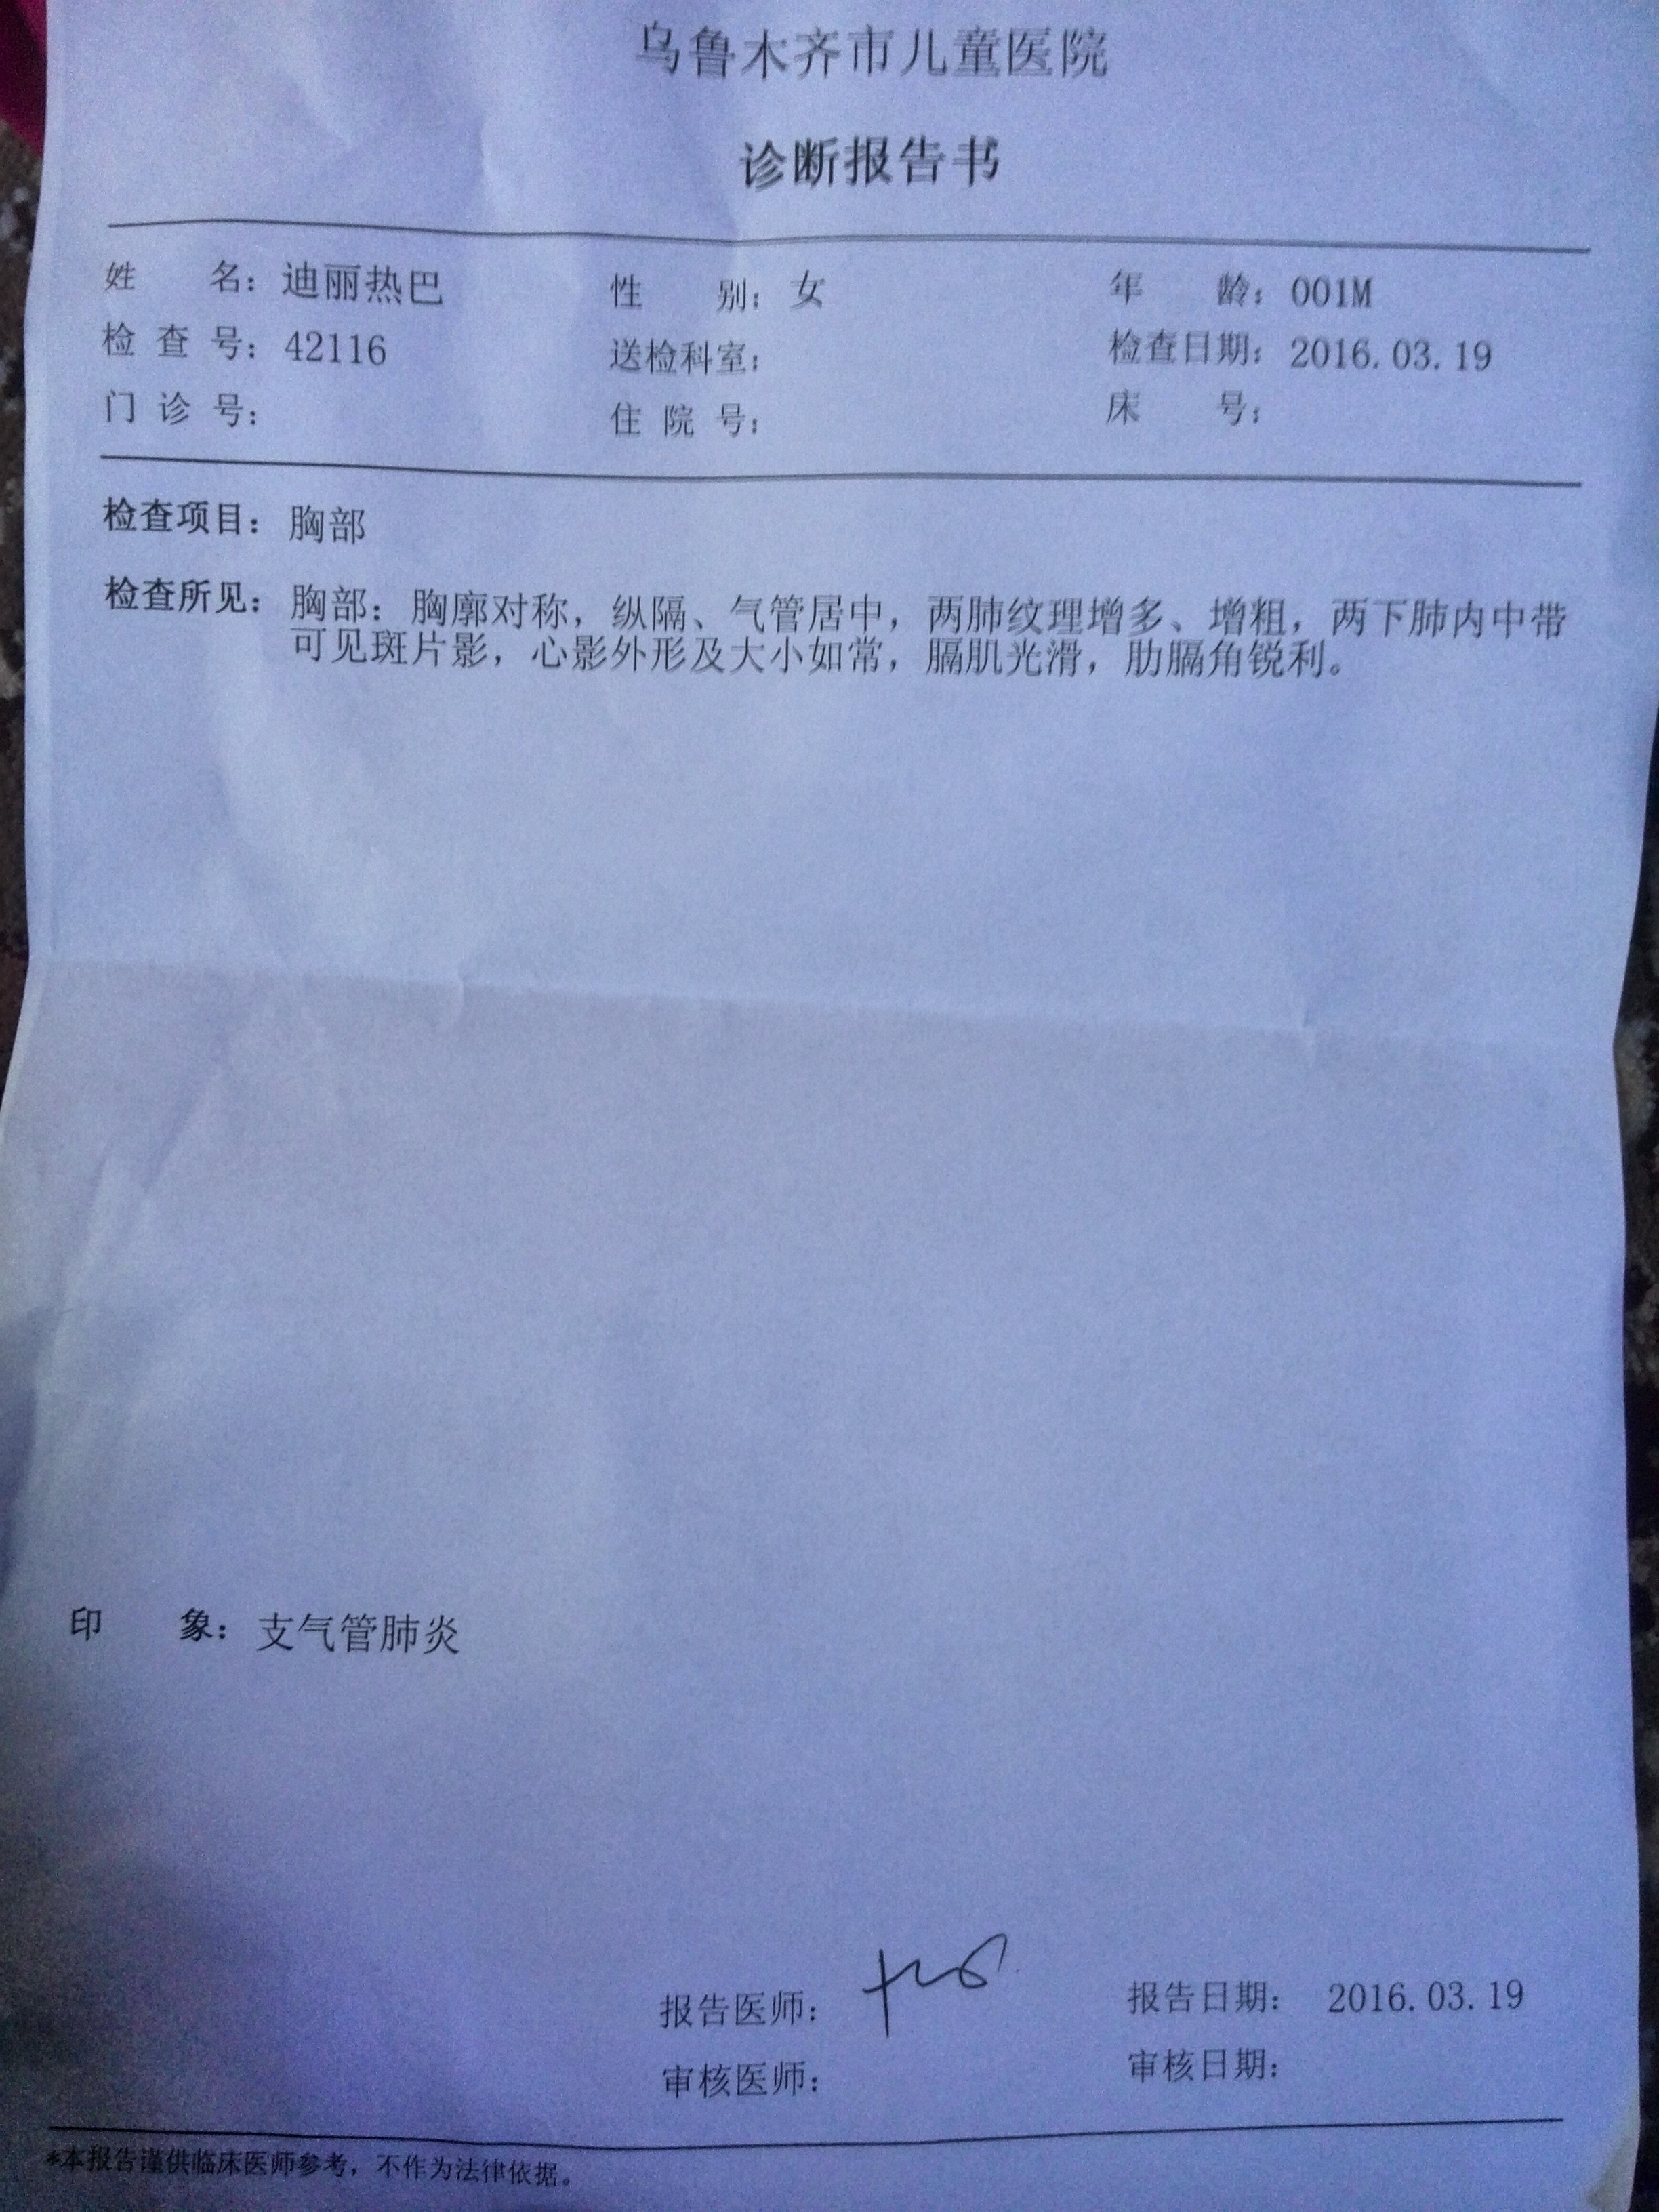 乌鲁木齐市儿童医院
诊断报告书
姓 名：迪丽热巴 性 别：女 年 龄：001M
检 查 号：42116 送检科室： 检查日期：2016.03.19
门 诊 号： 住 院 号： 床 号：
检查项目：胸部
检查所见：胸部：胸廓对称，纵隔、气管居中，两肺纹理增多、增粗，两下肺内中带
可见斑片影，心影外形及大小如常，膈肌光滑，肋膈角锐利。
印 象：支气管肺炎
报告医师： 报告日期： 2016.03.19
审核医师： 审核日期：
*本报告谨供临床医师参考，不作为法律依据。